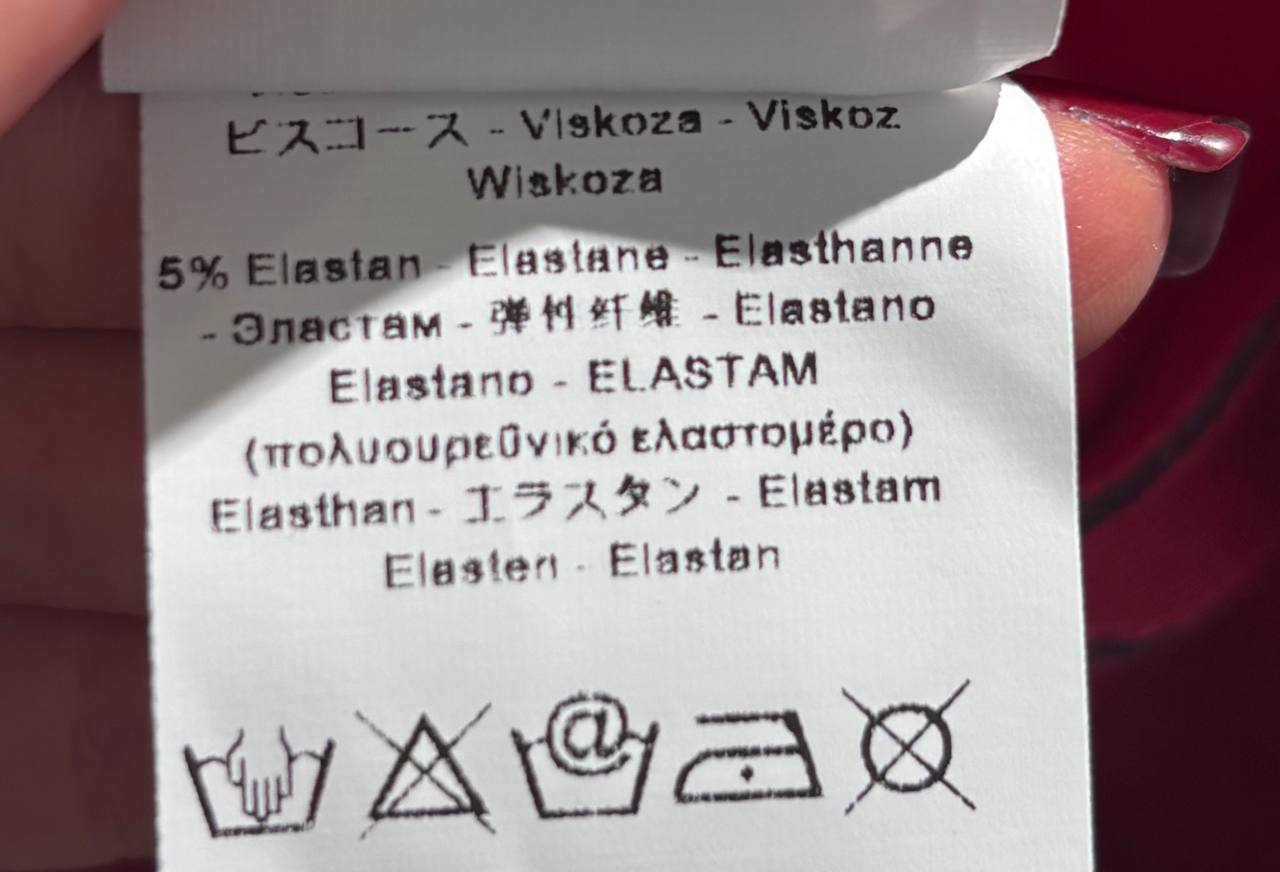 ビスコース - Viskoza - Viskoz
Wiskoza
5% Elastan - Elastane - Elasthanne
- Эластам - 弹性纤维 - Elastano
Elastano - ELASTAM
(πολυουρεθνικό ελαστομέρο)
Elasthan - エラスタン - Elastam
Elasten - Elastan
@